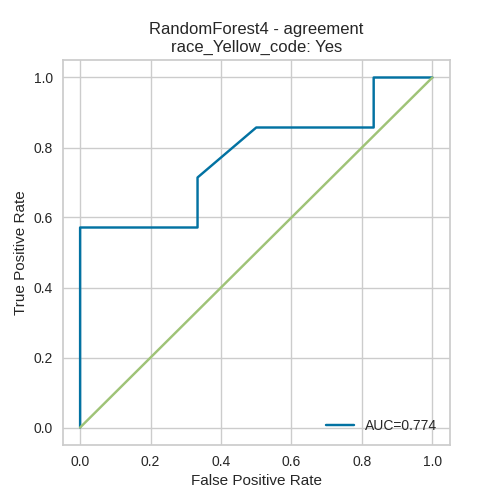 RandomForest4 - agreement
race_Yellow_code: Yes
1.0
0.8
0.6
0.4
0.2
0.0
True Positive Rate
AUC=0.774
0.0 0.2 0.4 0.6 0.8 1.0
False Positive Rate